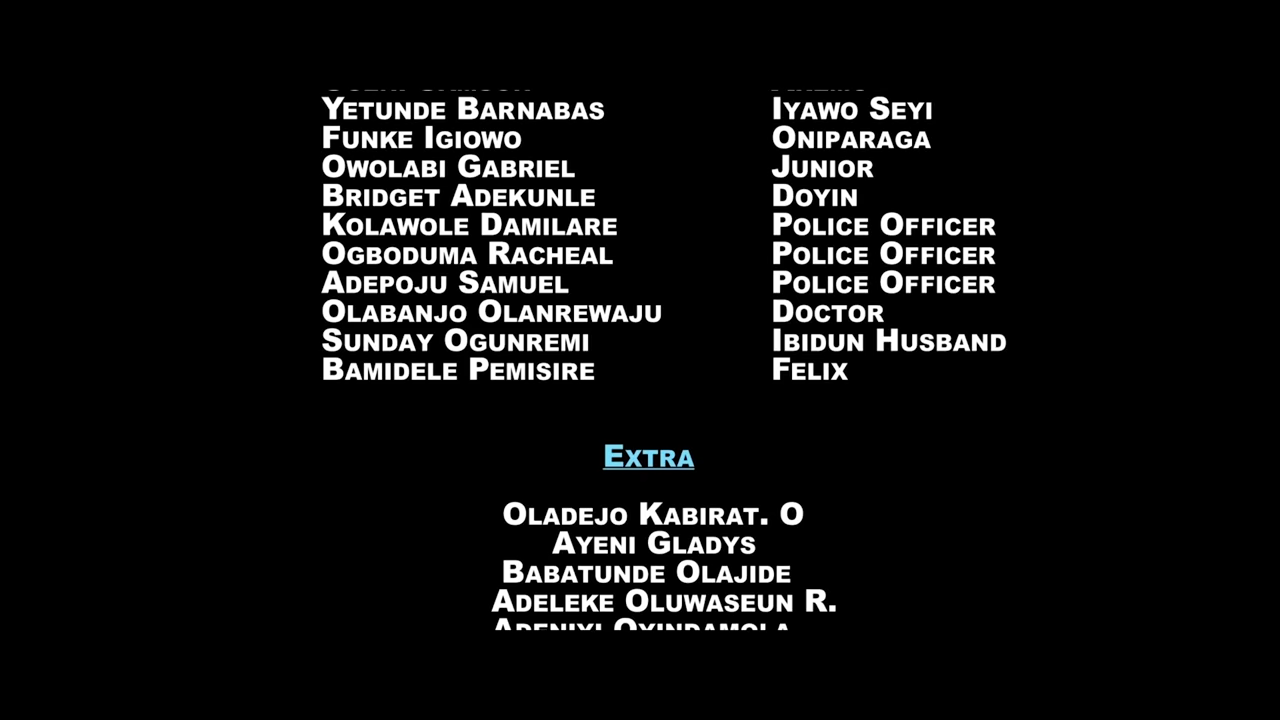 Yetunde Barnabas Iyawo Seyi
Funke Igiowo Oniparaga
Owolabi Gabriel Junior
Bridget Adekunle Doyin
Kolawole Damilare Police Officer
Ogboduma Racheal Police Officer
Adepoju Samuel Police Officer
Olabanjo Olanrewaju Doctor
Sunday Ogunremi Ibidun Husband
Bamidele Pemisire Felix
Extra
Oladejo Kabirat. O
Ayeni Gladys
Babatunde Olajide
Adeleke Oluwaseun R.
Adeniyi Oyindamola